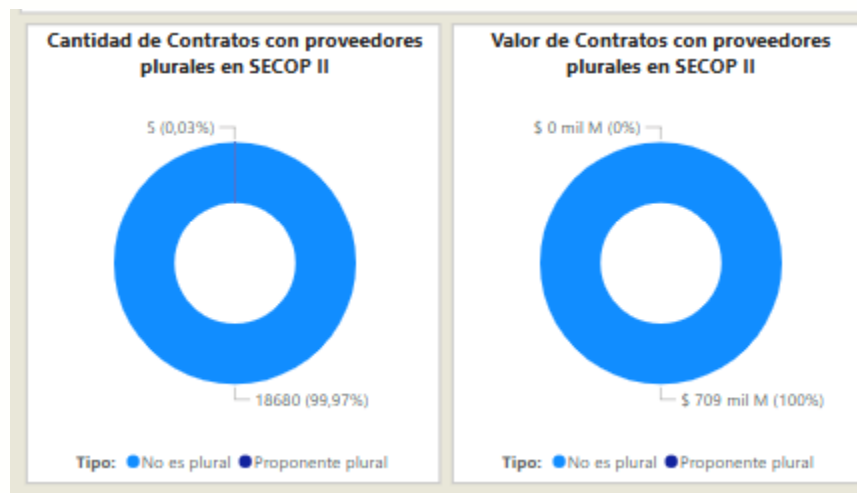 Cantidad de Contratos con proveedores
plurales en SECOP II
5 (0,03%)
18680 (99,97%)
Tipo: No es plural Proponente plural
Valor de Contratos con proveedores
plurales en SECOP II
$ 0 mil M (0%)
$ 709 mil M (100%)
Tipo: No es plural Proponente plural